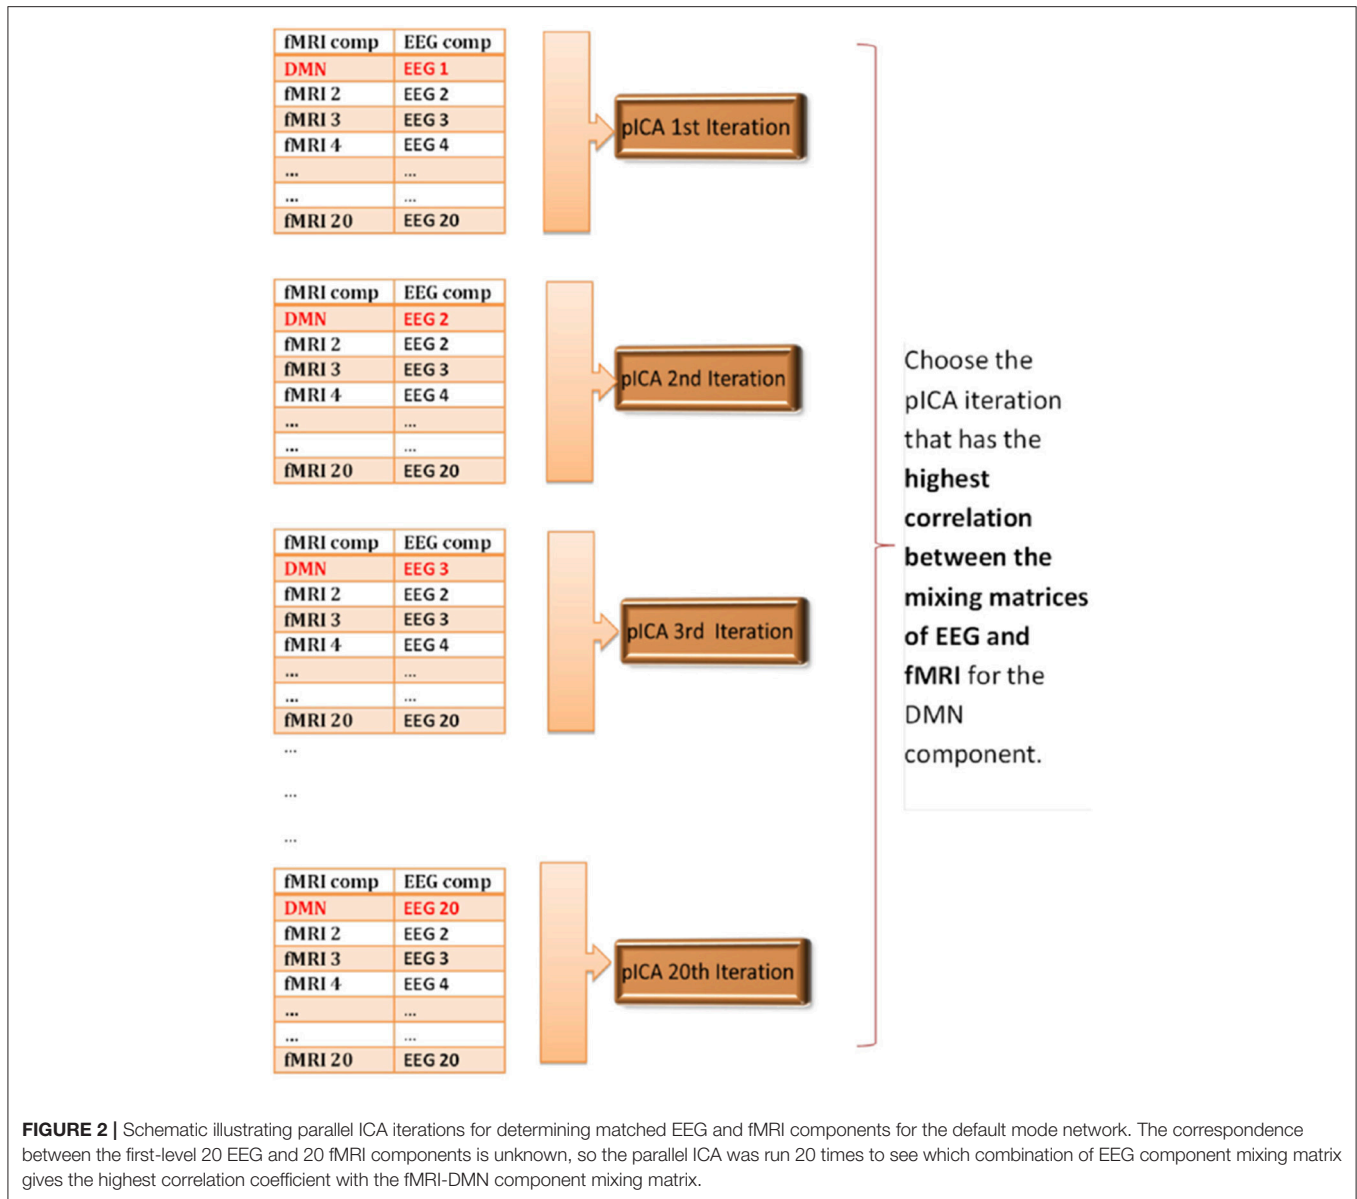 fMRI comp EEG comp
DMN EEG 1
fMRI 2 EEG 2
fMRI 3 EEG 3
fMRI 4 EEG 4
... ...
... ...
fMRI 20 EEG 20
pICA 1st Iteration
fMRI comp EEG comp
DMN EEG 2
fMRI 2 EEG 2
fMRI 3 EEG 3
fMRI 4 EEG 4
... ...
... ...
fMRI 20 EEG 20
pICA 2nd Iteration
fMRI comp EEG comp
DMN EEG 3
fMRI 2 EEG 2
fMRI 3 EEG 3
fMRI 4 EEG 4
... ...
... ...
fMRI 20 EEG 20
pICA 3rd Iteration
...
...
...
fMRI comp EEG comp
DMN EEG 20
fMRI 2 EEG 2
fMRI 3 EEG 3
fMRI 4 EEG 4
... ...
... ...
fMRI 20 EEG 20
pICA 20th Iteration
Choose the
pICA iteration
that has the
highest
correlation
between the
mixing matrices
of EEG and
fMRI for the
DMN
component.
FIGURE 2 | Schematic illustrating parallel ICA iterations for determining matched EEG and fMRI components for the default mode network. The correspondence
between the first-level 20 EEG and 20 fMRI components is unknown, so the parallel ICA was run 20 times to see which combination of EEG component mixing matrix
gives the highest correlation coefficient with the fMRI-DMN component mixing matrix.